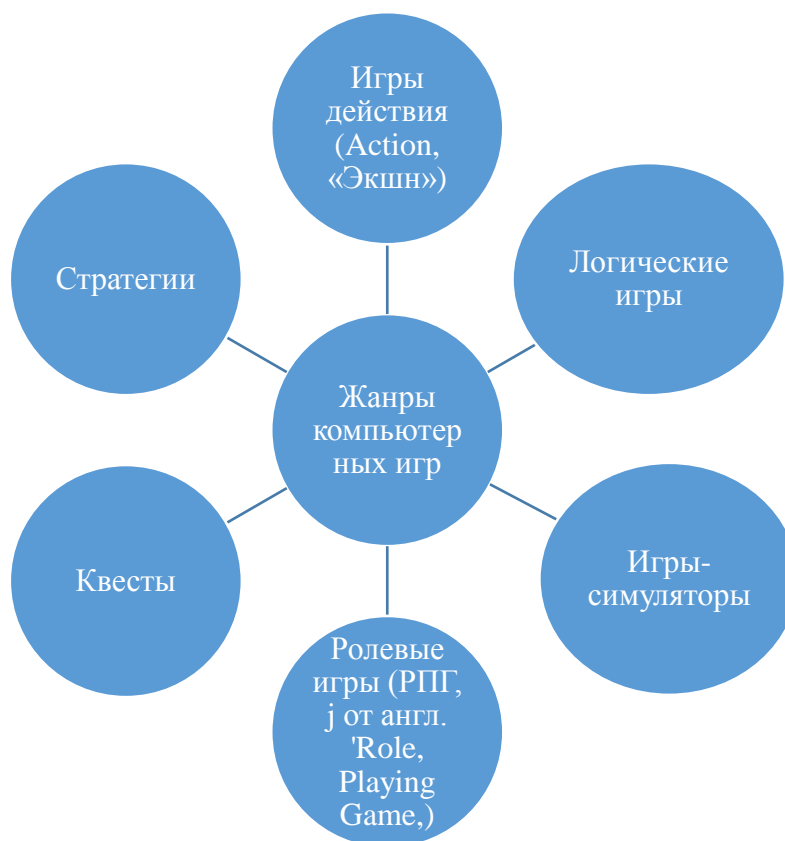 Игры
действия
(Action,
«Экшн»)
Стратегии
Логические
игры
Жанры
компьютер
ных игр
Квесты
Игры-
симуляторы
Ролевые
игры (РПГ,
j от англ.
'Role,
Playing
Game,)